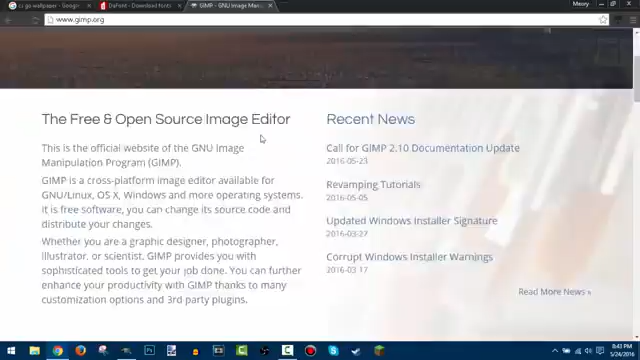 cs go wallpaper - Google
DaFont - Download Fonts
GIMP - GNU Image Man
Meory
www.gimp.org
The Free & Open Source Image Editor
This is the official website of the GNU Image
Manipulation Program (GIMP).
GIMP is a cross-platform image editor available for
GNU/Linux, OS X, Windows and more operating systems.
It is free software, you can change its source code and
distribute your changes.
Whether you are a graphic designer, photographer,
illustrator, or scientist, GIMP provides you with
sophisticated tools to get your job done. You can further
enhance your productivity with GIMP thanks to many
customization options and 3rd party plugins.
Recent News
Call for GIMP 2.10 Documentation Update
2016-05-23
Revamping Tutorials
2016-05-05
Updated Windows Installer Signature
2016-03-27
Corrupt Windows Installer Warnings
2016-03-17
Read More News »
8:43 PM
5/24/2016